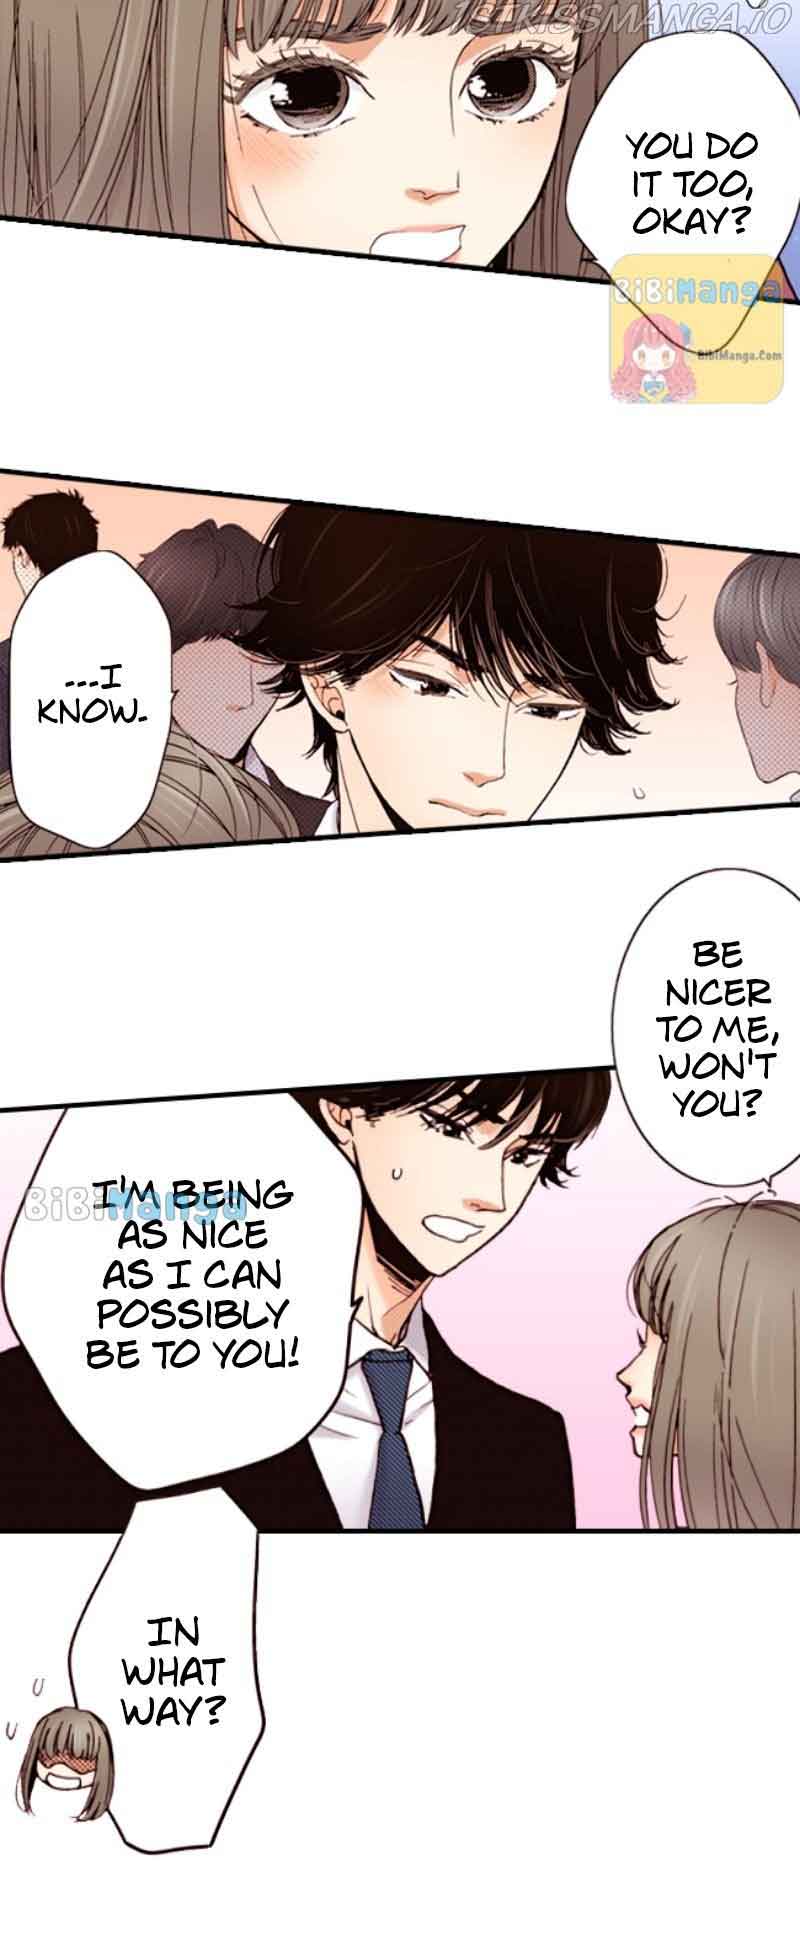 1STKISSMANGA.IO
YOU DO
IT TOO,
OKAY?
BiBiManga
BibiManga.Com
...I
KNOW.
BE
NICER
TO ME,
WON'T
YOU?
BiBiManga
I'M BEING
AS NICE
AS I CAN
POSSIBLY
BE TO YOU!
IN
WHAT
WAY?